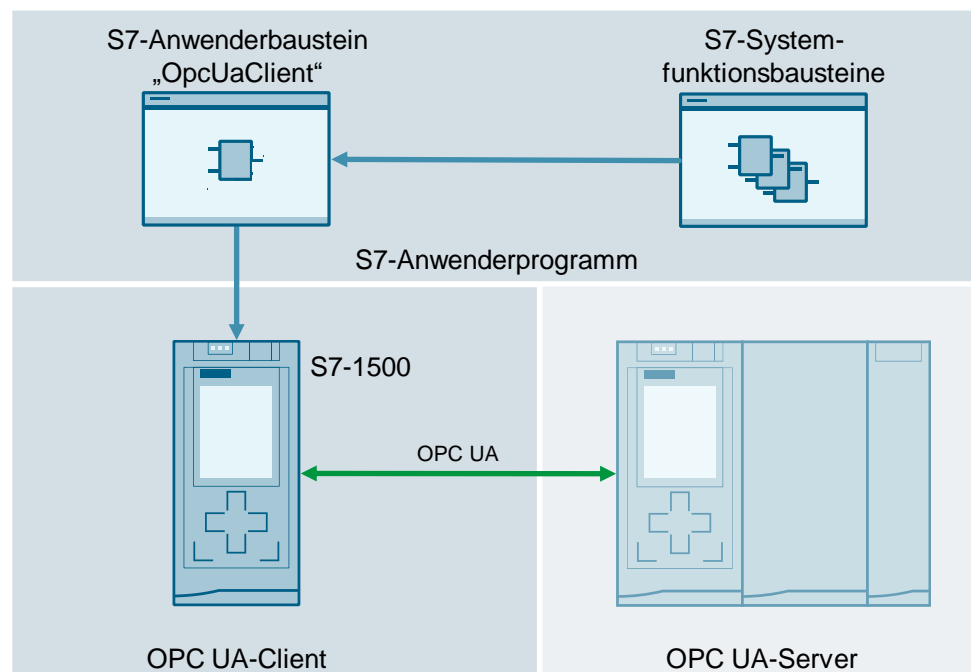 S7-Anwenderbaustein
„OpcUaClient“
S7-System-
funktionsbausteine
S7-Anwenderprogramm
S7-1500
OPC UA
OPC UA-Client
OPC UA-Server